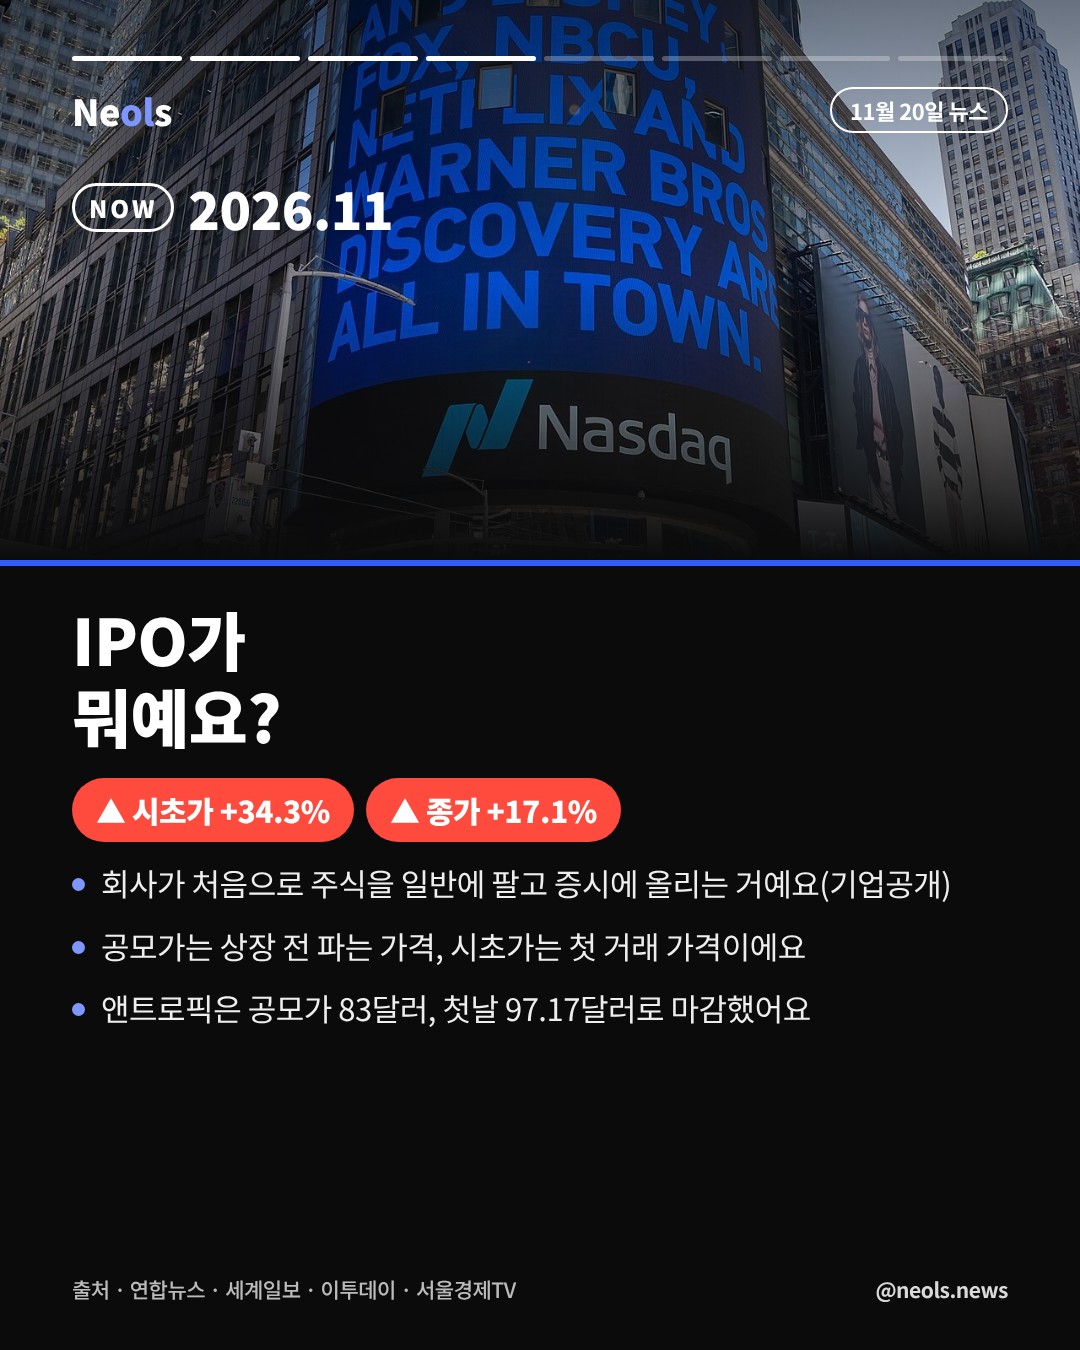 AND DISNEY,
FOX, NBCU,
NETFLIX AND
WARNER BROS
DISCOVERY ARE
ALL IN TOWN.
Nasdaq
Neols
11월 20일 뉴스
NOW 2026.11
IPO가
뭐예요?
▲ 시초가 +34.3% ▲ 종가 +17.1%
• 회사가 처음으로 주식을 일반에 팔고 증시에 올리는 거예요(기업공개)
• 공모가는 상장 전 파는 가격, 시초가는 첫 거래 가격이에요
• 앤트로픽은 공모가 83달러, 첫날 97.17달러로 마감했어요
출처 · 연합뉴스 · 세계일보 · 이투데이 · 서울경제TV
@neols.news